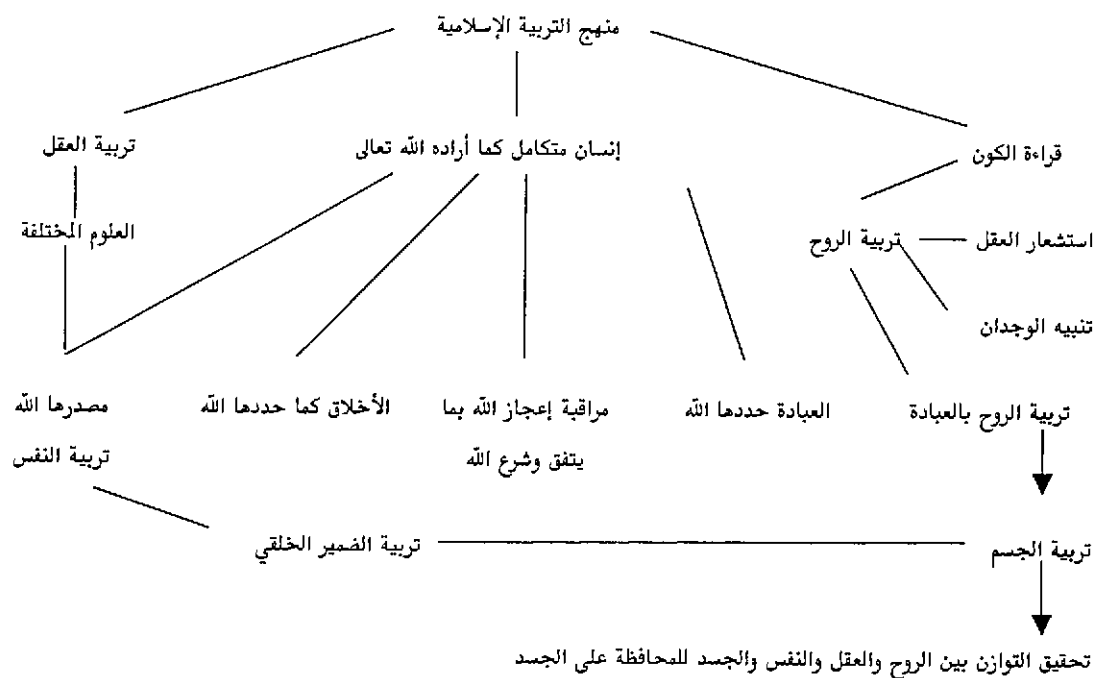 منهج التربية الإسلامية
قراءة الكون
إنسان متكامل كما أراده الله تعالى
تربية العقل
استشعار العقل
تربية الروح
العلوم المختلفة
تنبيه الوجدان
تربية الروح بالعبادة
العبادة حددها الله
مراقبة إعجاز الله بما
يتفق وشرع الله
الأخلاق كما حددها الله
مصدرها الله
تربية النفس
تربية الجسم
تربية الضمير الخلقي
تحقيق التوازن بين الروح والعقل والنفس والجسد للمحافظة على الجسد